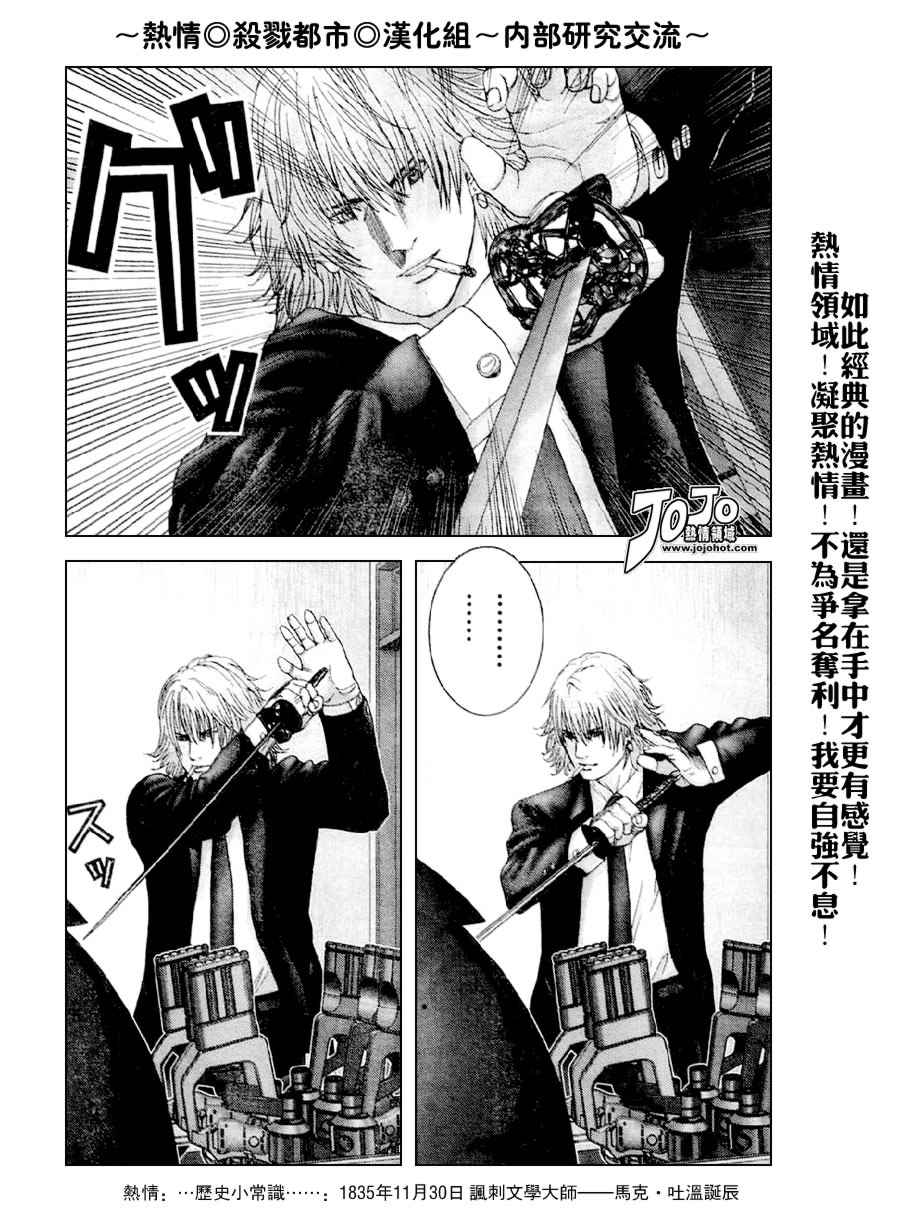 ～熱情◎殺戮都市◎漢化組～内部研究交流～
ググッ
JOJO
熱情領域
www.jojohot.com
如此經典的漫畫！還是拿在手中才更有感覺！
熱情領域！凝聚熱情！不為爭名奪利！我要自強不息！
………
……
スッ
熱情：…歷史小常識……：1835年11月30日 諷刺文學大師——馬克・吐溫誕辰